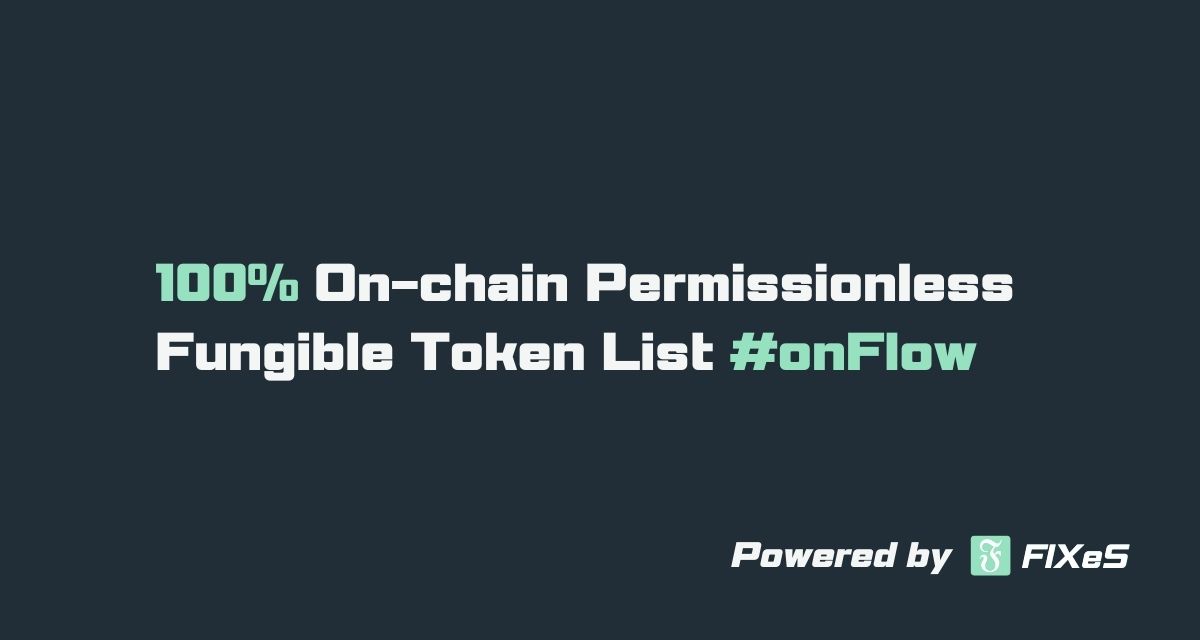 100% On-chain Permissionless
Fungible Token List #onFlow
Powered by FIXeS